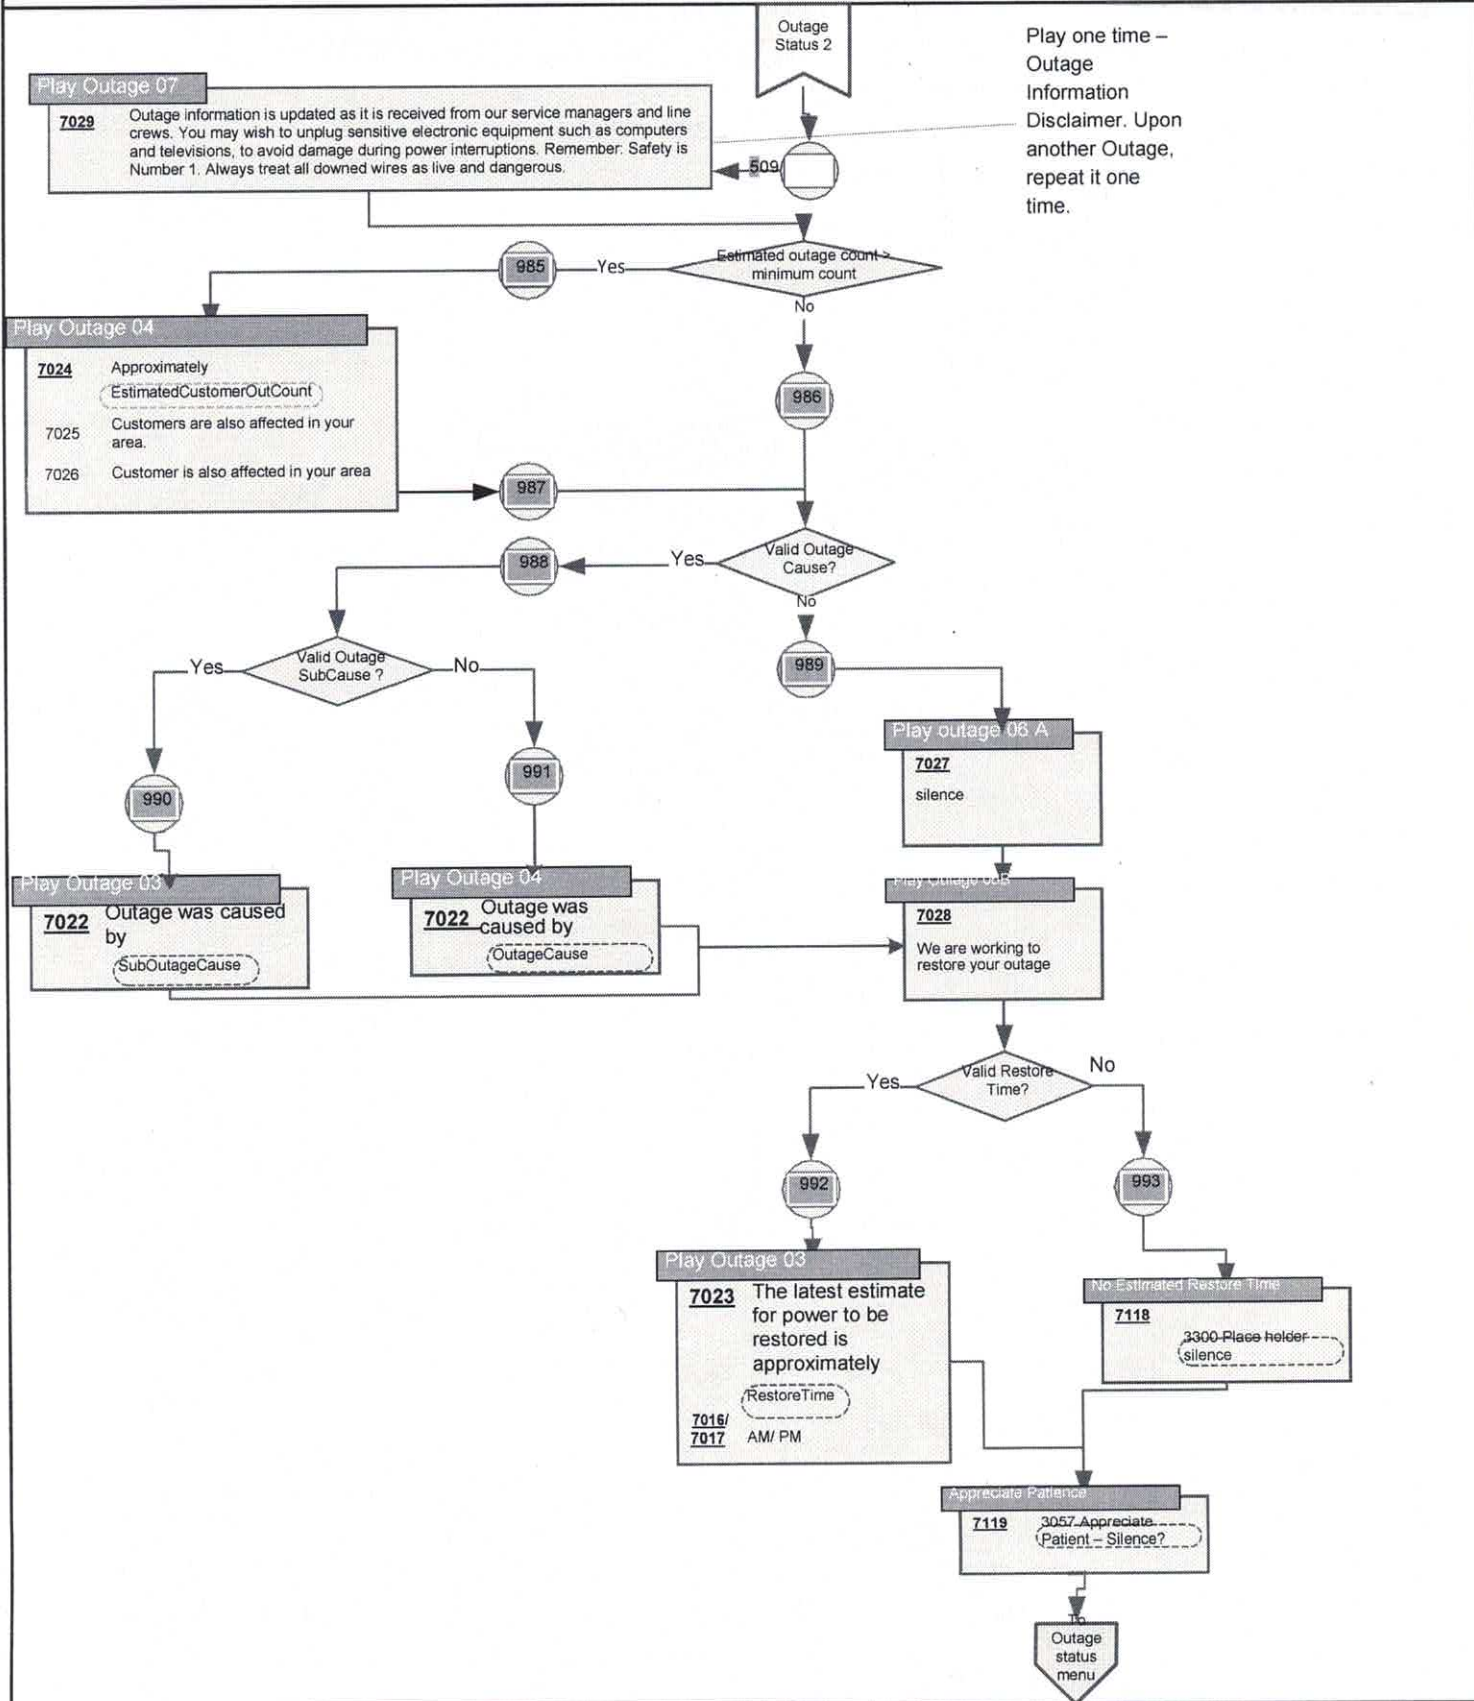 Outage
Status 2
Play one time –
Outage
Information
Disclaimer. Upon
another Outage,
repeat it one
time.
Play Outage 07
7029
Outage information is updated as it is received from our service managers and line
crews. You may wish to unplug sensitive electronic equipment such as computers
and televisions, to avoid damage during power interruptions. Remember: Safety is
Number 1. Always treat all downed wires as live and dangerous.
509
Estimated outage count >
minimum count
Yes
985
No
Play Outage 04
7024 Approximately
EstimatedCustomerOutCount
7025 Customers are also affected in your
area.
7026 Customer is also affected in your area
986
987
Valid Outage
Cause?
Yes
988
No
989
Valid Outage
SubCause ?
Yes
No
990
991
Play outage 06 A
7027
silence
Play Outage 03
7022 Outage was caused
by
SubOutageCause
Play Outage 04
7022 Outage was
caused by
OutageCause
Play Outage
7028
We are working to
restore your outage
Valid Restore
Time?
Yes
No
992
993
Play Outage 03
7023 The latest estimate
for power to be
restored is
approximately
RestoreTime
7016/
7017 AM/ PM
No Estimated Restore Time
7118
3300 Place holder
silence
Appreciate Patience
7119 3057 Appreciate
Patient – Silence?
To
Outage
status
menu